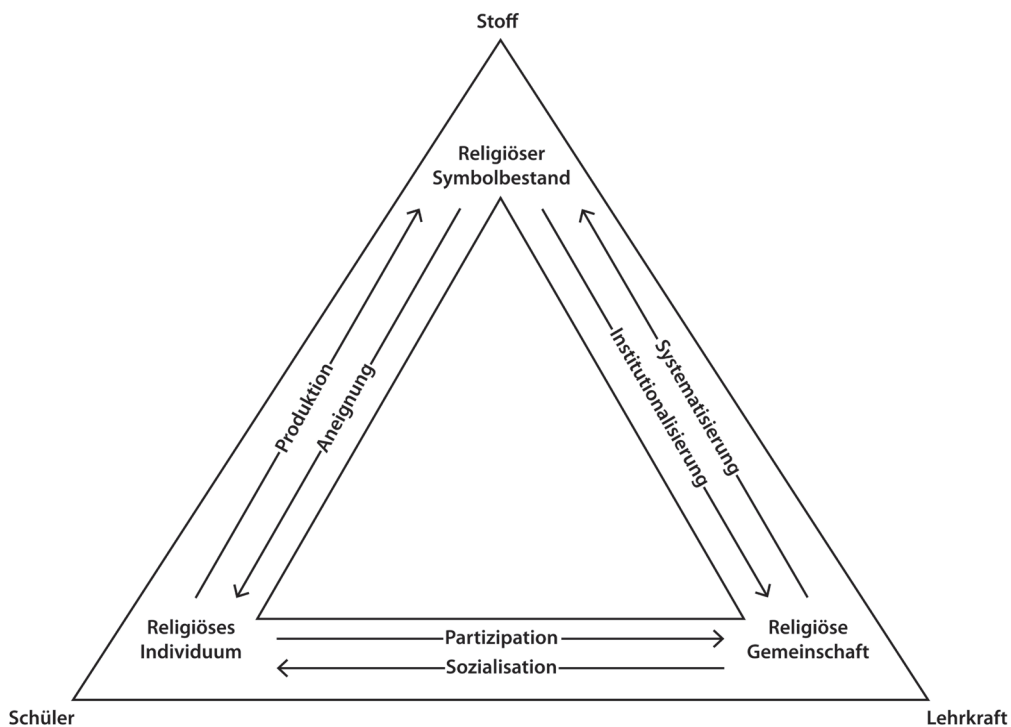 Stoff
Religiöser
Symbolbestand
Produktion
Aneignung
Institutionalisierung
Systematisierung
Religiöses
Individuum
Partizipation
Sozialisation
Religiöse
Gemeinschaft
Schüler
Lehrkraft